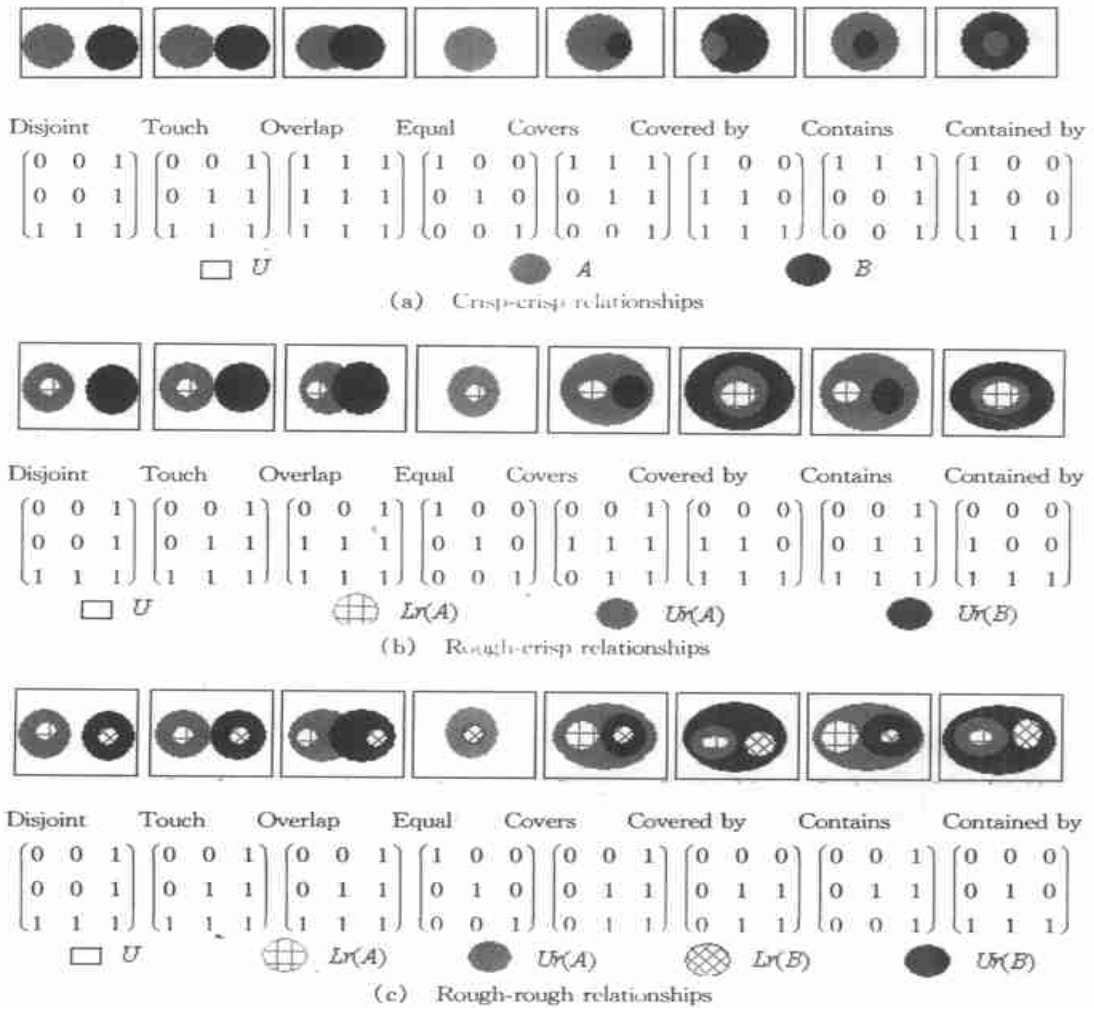 Disjoint Touch Overlap Equal Covers Covered by Contains Contained by
0 0 1 0 0 1 1 1 1 1 0 0 1 1 1 1 0 0 1 1 1 1 0 0
0 0 1 0 1 1 1 1 1 0 1 0 0 1 1 1 1 0 0 0 1 1 0 0
1 1 1 1 1 1 1 1 1 0 0 1 0 0 1 1 1 1 0 0 1 1 1 1
U A B
(a) Crisp-crisp relationships
Disjoint Touch Overlap Equal Covers Covered by Contains Contained by
0 0 1 0 0 1 0 0 1 1 0 0 0 0 1 0 0 0 0 0 1 0 0 0
0 0 1 0 1 1 1 1 1 0 1 0 1 1 1 1 1 0 0 1 1 1 0 0
1 1 1 1 1 1 1 1 1 0 0 1 0 1 1 1 1 1 1 1 1 1 1 1
U Lr(A) Ur(A) Ur(B)
(b) Rough-crisp relationships
Disjoint Touch Overlap Equal Covers Covered by Contains Contained by
0 0 1 0 0 1 0 0 1 1 0 0 0 0 1 0 0 0 0 0 1 0 0 0
0 0 1 0 1 1 0 1 1 0 1 0 0 1 1 0 1 1 0 1 1 0 1 0
1 1 1 1 1 1 1 1 1 0 0 1 0 1 1 0 1 1 0 0 1 1 1 1
U Lr(A) Ur(A) Lr(B) Ur(B)
(c) Rough-rough relationships